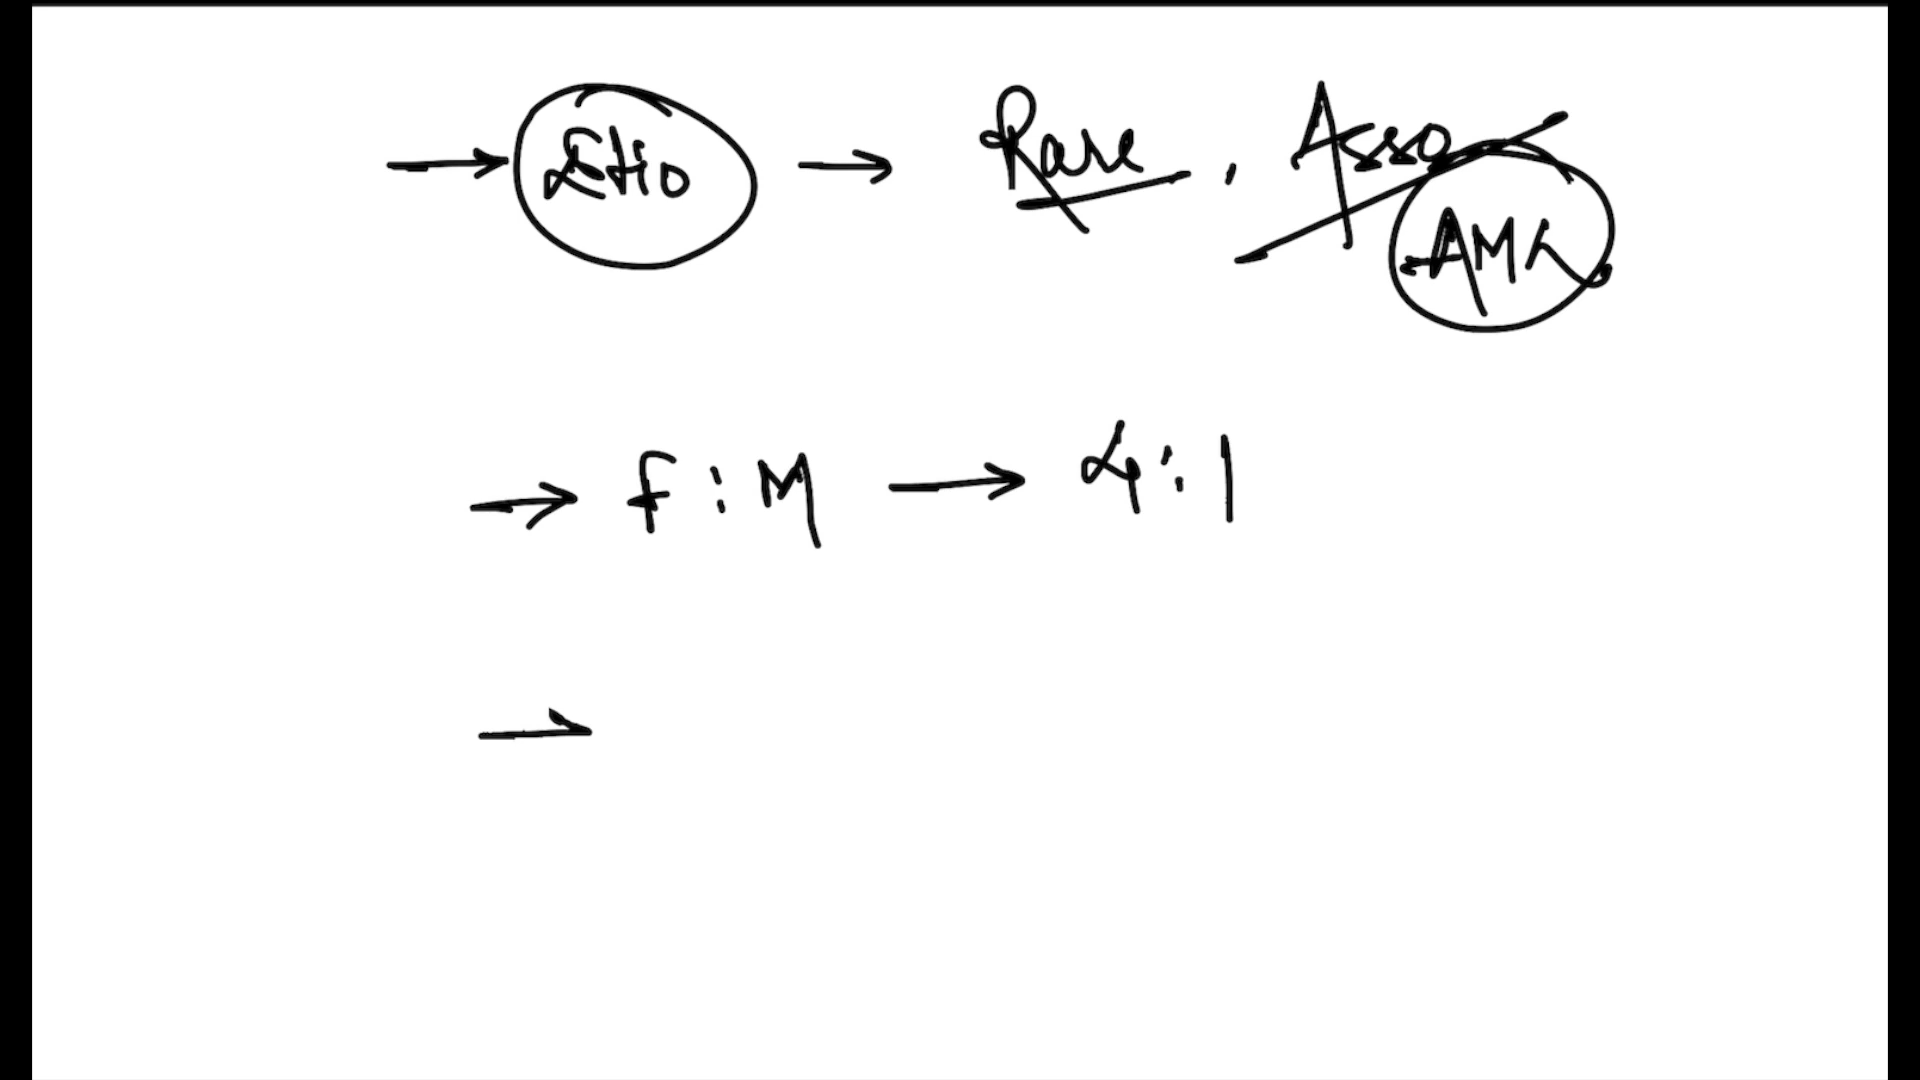 → Etio → Rare, Asso
AMA
→ F : M → 4 : 1
→